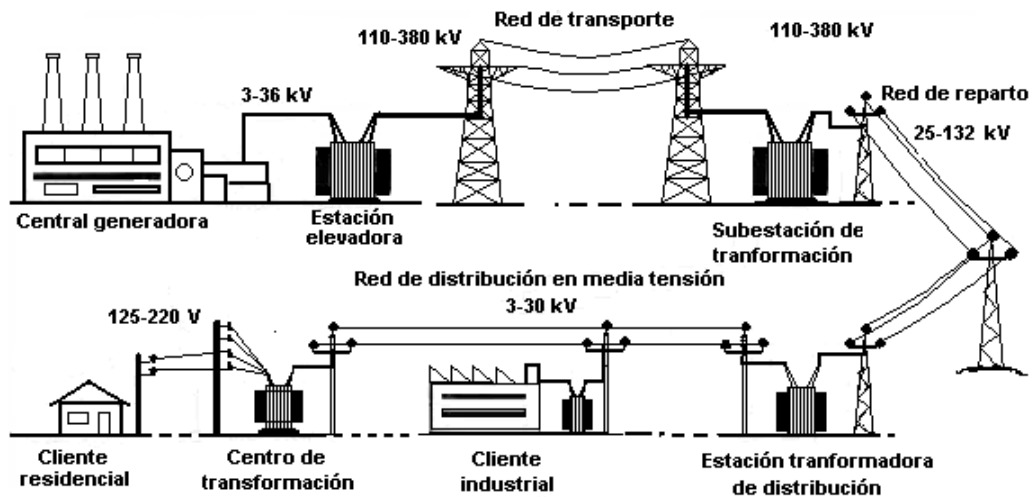 Red de transporte
110-380 kV
110-380 kV
3-36 kV
Red de reparto
25-132 kV
Central generadora
Estación
elevadora
Subestación de
tranformación
Red de distribución en media tensión
3-30 kV
125-220 V
Cliente
residencial
Centro de
transformación
Cliente
industrial
Estación tranformadora
de distribución